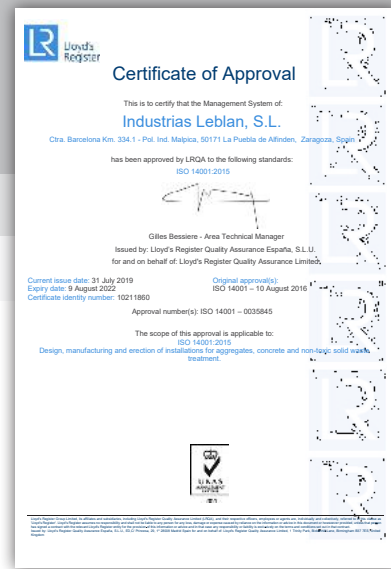 LR
Lloyd's
Register
Certificate of Approval
This is to certify that the Management System of:
Industrias Leblan, S.L.
Ctra. Barcelona Km. 334.1 - Pol. Ind. Malpica, 50171 La Puebla de Alfinden, Zaragoza, Spain
has been approved by LRQA to the following standards:
ISO 14001:2015
Gilles Bessiere - Area Technical Manager
Issued by: Lloyd's Register Quality Assurance España, S.L.U.
for and on behalf of: Lloyd's Register Quality Assurance Limited
Current issue date: 31 July 2019
Expiry date: 9 August 2022
Certificate identity number: 10211860
Original approval(s):
ISO 14001 – 10 August 2016
Approval number(s): ISO 14001 – 0035845
The scope of this approval is applicable to:
ISO 14001:2015
Design, manufacturing and erection of installations for aggregates, concrete and non-toxic solid waste
treatment.
UKAS
MANAGEMENT
SYSTEMS